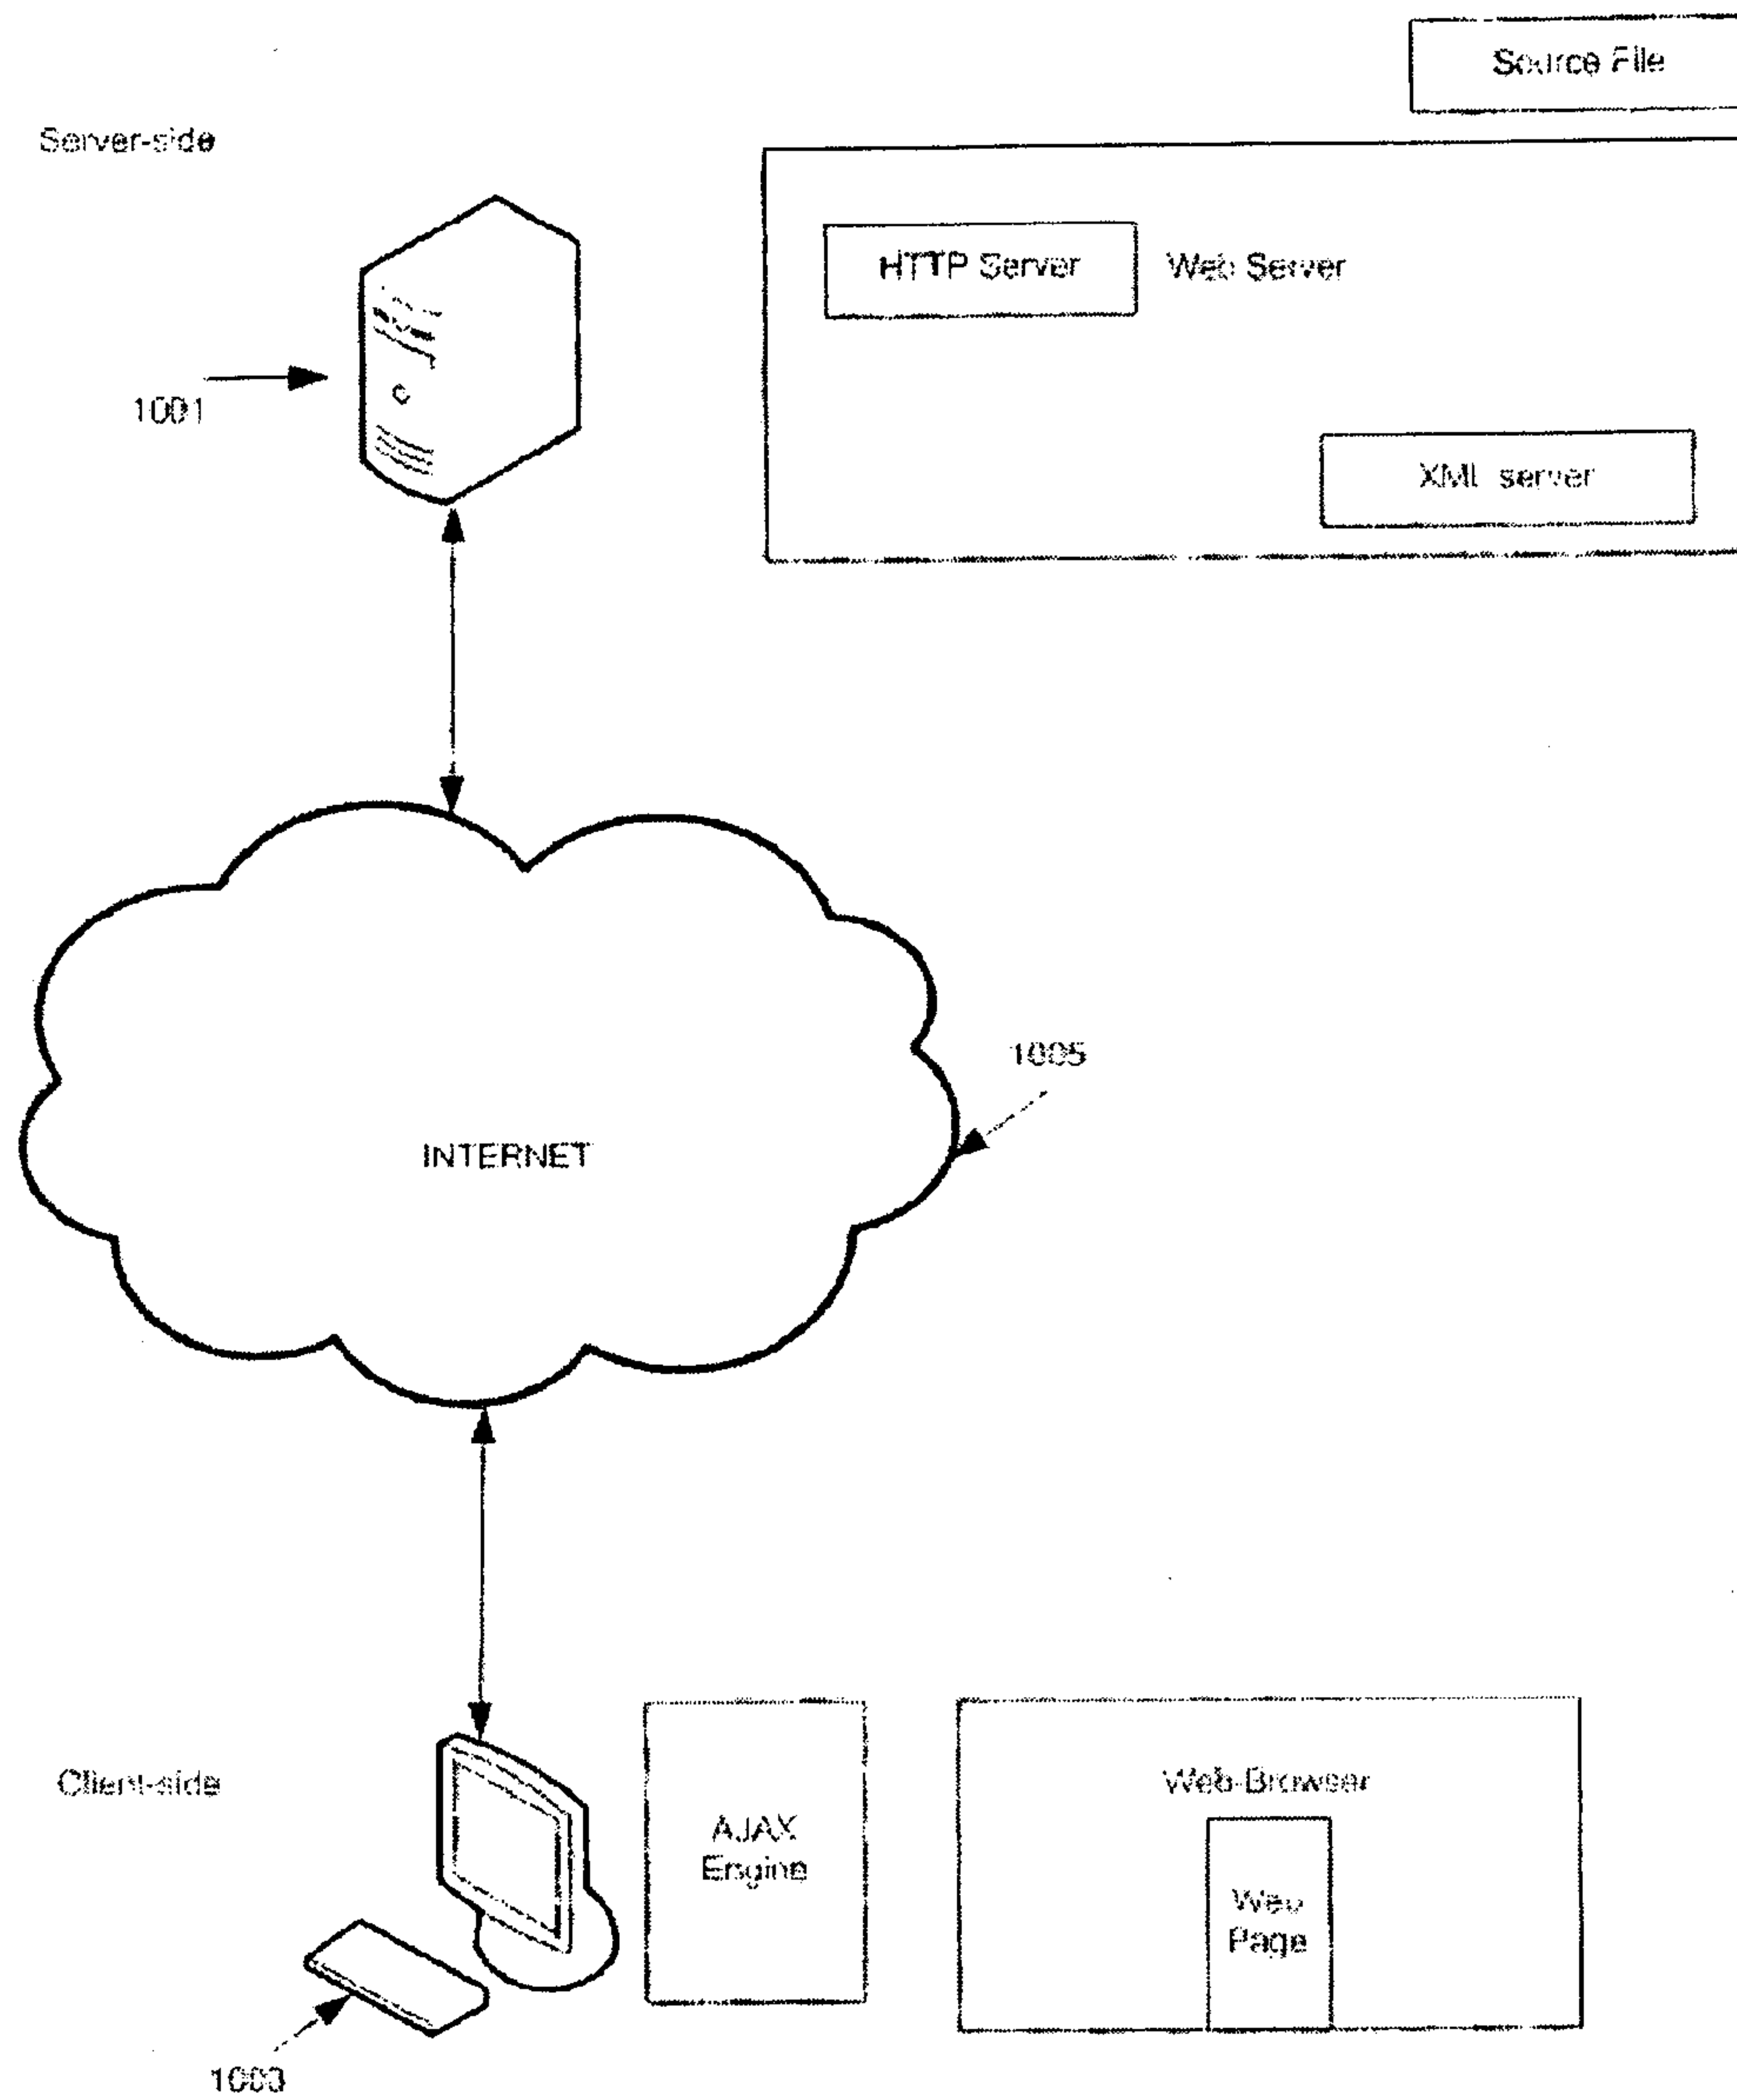 Source File
Server-side
HTTP Server
Web Server
1001
XML server
1005
INTERNET
Client-side
Web-Browser
AJAX
Engine
Web
Page
1003